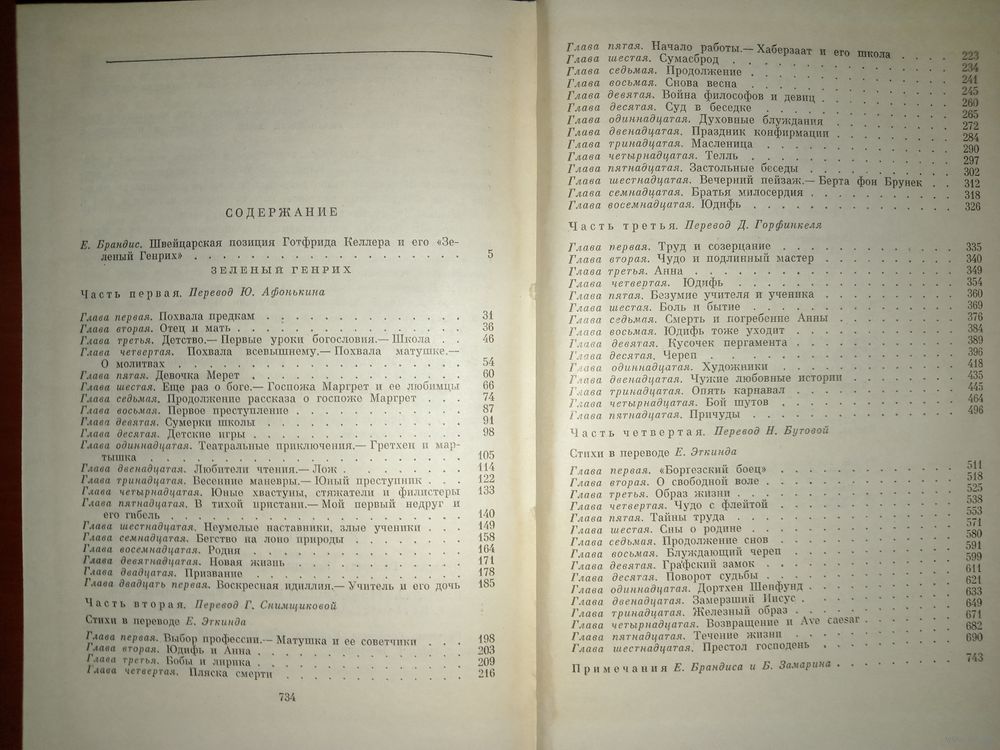 СОДЕРЖАНИЕ
Е. Брандис. Швейцарская позиция Готфрида Келлера и его «Зе-
леный Генрих» . . . . . . . . . . . . . . . . . 5
ЗЕЛЕНЫЙ ГЕНРИХ
Часть первая. Перевод Ю. Афонькина
Глава первая. Похвала предкам . . . . . . . . . . . 31
Глава вторая. Отец и мать . . . . . . . . . . . . . 36
Глава третья. Детство.— Первые уроки богословия.— Школа . . 46
Глава четвертая. Похвала всевышнему.— Похвала матушке.—
О молитвах . . . . . . . . . . . . . . . . . 54
Глава пятая. Девочка Мерет . . . . . . . . . . . . 60
Глава шестая. Еще раз о боге.— Госпожа Маргрет и ее любимцы 66
Глава седьмая. Продолжение рассказа о госпоже Маргрет . . . 74
Глава восьмая. Первое преступление . . . . . . . . . . 87
Глава девятая. Сумерки школы . . . . . . . . . . . 91
Глава десятая. Детские игры . . . . . . . . . . . . 98
Глава одиннадцатая. Театральные приключения.— Гретхен и мар-
тышка . . . . . . . . . . . . . . . . . . . 105
Глава двенадцатая. Любители чтения.— Лож . . . . . . . 114
Глава тринадцатая. Весенние маневры.— Юный преступник . . . 122
Глава четырнадцатая. Юные хвастуны, стяжатели и филистеры 133
Глава пятнадцатая. В тихой пристани.— Мой первый недруг и
его гибель . . . . . . . . . . . . . . . . . 140
Глава шестнадцатая. Неумелые наставники, злые ученики . . . 149
Глава семнадцатая. Бегство на лоно природы . . . . . . . 158
Глава восемнадцатая. Родня . . . . . . . . . . . . 164
Глава девятнадцатая. Новая жизнь . . . . . . . . . . 171
Глава двадцатая. Призвание . . . . . . . . . . . . 178
Глава двадцать первая. Воскресная идиллия.— Учитель и его дочь 185
Часть вторая. Перевод Г. Снимщиковой
Стихи в переводе Е. Эткинда
Глава первая. Выбор профессии.— Матушка и ее советчики . . . 198
Глава вторая. Юдифь и Анна . . . . . . . . . . . . 203
Глава третья. Бобы и лирика . . . . . . . . . . . . 209
Глава четвертая. Пляска смерти . . . . . . . . . . . 216
734
Глава пятая. Начало работы.— Хаберзаат и его школа . . . . 223
Глава шестая. Сумасброд . . . . . . . . . . . . . 234
Глава седьмая. Продолжение . . . . . . . . . . . . 241
Глава восьмая. Снова весна . . . . . . . . . . . . 245
Глава девятая. Война философов и девиц . . . . . . . . 260
Глава десятая. Суд в беседке . . . . . . . . . . . . 265
Глава одиннадцатая. Духовные блуждания . . . . . . . . 272
Глава двенадцатая. Праздник конфирмации . . . . . . . . 284
Глава тринадцатая. Масленица . . . . . . . . . . . 290
Глава четырнадцатая. Телль . . . . . . . . . . . . 297
Глава пятнадцатая. Застольные беседы . . . . . . . . . 302
Глава шестнадцатая. Вечерний пейзаж.— Берта фон Брунек . . 312
Глава семнадцатая. Братья милосердия . . . . . . . . . 318
Глава восемнадцатая. Юдифь . . . . . . . . . . . . 326
Часть третья. Перевод Д. Горфинкеля
Глава первая. Труд и созерцание . . . . . . . . . . . 335
Глава вторая. Чудо и подлинный мастер . . . . . . . . 340
Глава третья. Анна . . . . . . . . . . . . . . . 349
Глава четвертая. Юдифь . . . . . . . . . . . . . 354
Глава пятая. Безумие учителя и ученика . . . . . . . . 360
Глава шестая. Боль и бытие . . . . . . . . . . . . 369
Глава седьмая. Смерть и погребение Анны . . . . . . . . 376
Глава восьмая. Юдифь тоже уходит . . . . . . . . . . 384
Глава девятая. Кусочек пергамента . . . . . . . . . . 389
Глава десятая. Череп . . . . . . . . . . . . . . 396
Глава одиннадцатая. Художники . . . . . . . . . . . 418
Глава двенадцатая. Чужие любовные истории . . . . . . . 435
Глава тринадцатая. Опять карнавал . . . . . . . . . . 445
Глава четырнадцатая. Бой шутов . . . . . . . . . . . 464
Глава пятнадцатая. Причуды . . . . . . . . . . . . 496
Часть четвертая. Перевод Н. Бутовой
Стихи в переводе Е. Эткинда
Глава первая. «Боргезский боец» . . . . . . . . . . . 511
Глава вторая. О свободной воле . . . . . . . . . . . 518
Глава третья. Образ жизни . . . . . . . . . . . . . 525
Глава четвертая. Чудо с флейтой . . . . . . . . . . . 538
Глава пятая. Тайны труда . . . . . . . . . . . . . 553
Глава шестая. Сны о родине . . . . . . . . . . . . 571
Глава седьмая. Продолжение снов . . . . . . . . . . . 580
Глава восьмая. Блуждающий череп . . . . . . . . . . 591
Глава девятая. Графский замок . . . . . . . . . . . 599
Глава десятая. Поворот судьбы . . . . . . . . . . . 611
Глава одиннадцатая. Дортхен Шенфунд . . . . . . . . . 621
Глава двенадцатая. Замерзший Иисус . . . . . . . . . . 633
Глава тринадцатая. Железный образ . . . . . . . . . . 649
Глава четырнадцатая. Возвращение и Ave caesar . . . . . . 671
Глава пятнадцатая. Течение жизни . . . . . . . . . . 682
Глава шестнадцатая. Престол господень . . . . . . . . . 690
Примечания Е. Брандиса и Б. Замарина . . . . . . . . . 743